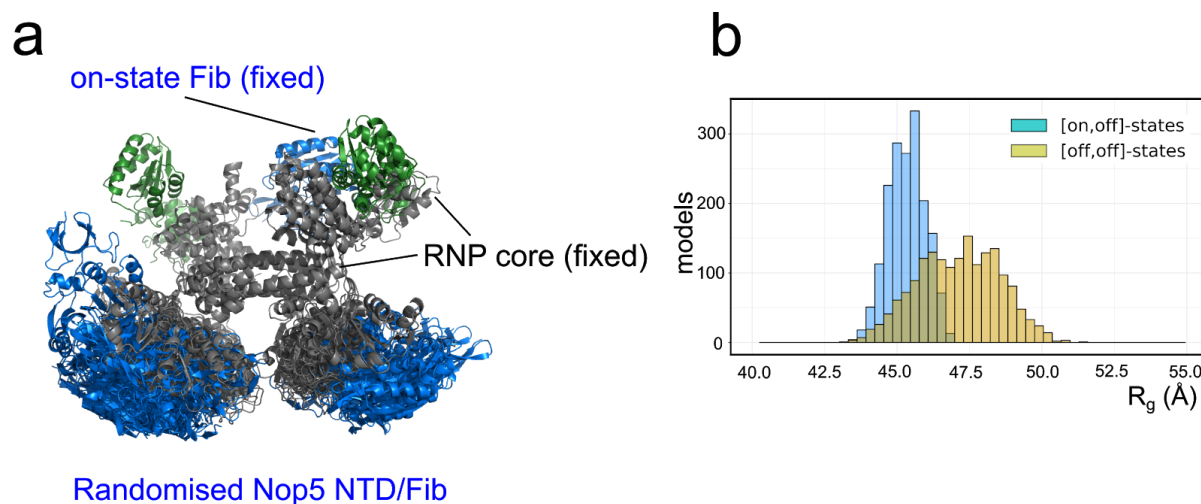 a
on-state Fib (fixed)
RNP core (fixed)
Randomised Nop5 NTD/Fib
b
[on,off]-states
[off,off]-states
models
300
200
100
0
40.0 42.5 45.0 47.5 50.0 52.5 55.0
Rg (Å)